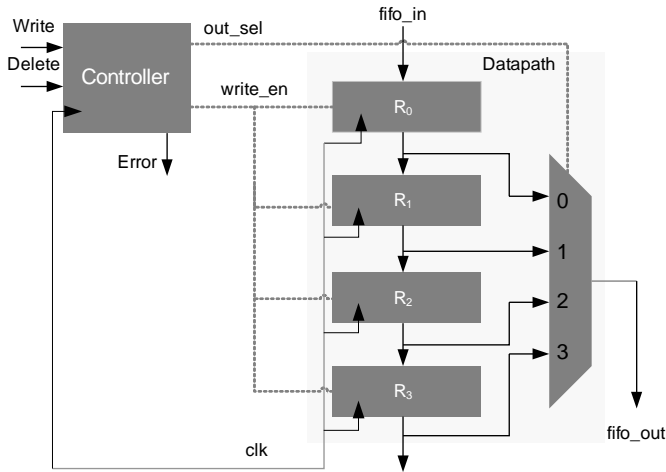 Write
out_sel
fifo_in
Delete
Controller
Datapath
write_en
R0
Error
0
R1
1
R2
2
3
R3
fifo_out
clk